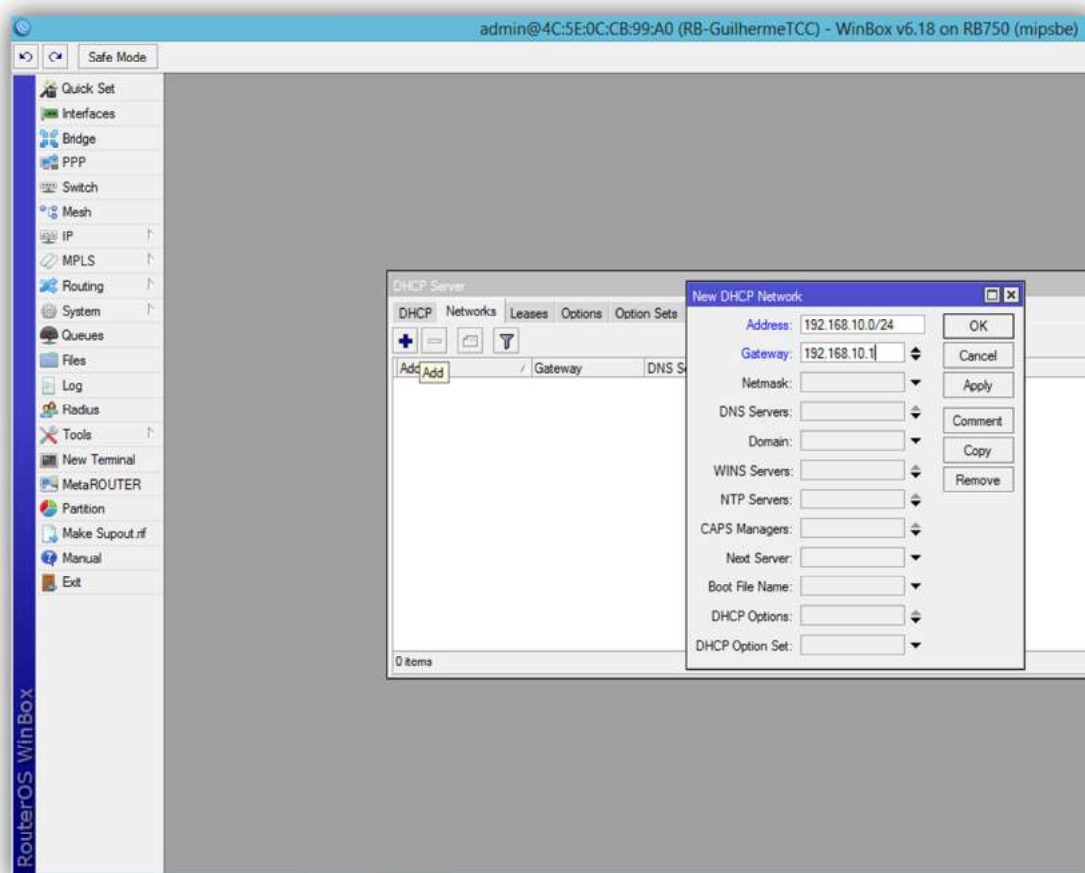 admin@4C:5E:0C:CB:99:A0 (RB-GuilhermeTCC) - WinBox v6.18 on RB750 (mipsbe)
Safe Mode
Quick Set
Interfaces
Bridge
PPP
Switch
Mesh
IP
MPLS
Routing
System
Queues
Files
Log
Radius
Tools
New Terminal
MetaROUTER
Partition
Make Supout.rif
Manual
Exit
RouterOS WinBox
DHCP Server
DHCP Networks Leases Options Option Sets
Add
Gateway DNS S
0 items
New DHCP Network
Address: 192.168.10.0/24 OK
Gateway: 192.168.10.1 Cancel
Netmask: Apply
DNS Servers: Comment
Domain: Copy
WINS Servers: Remove
NTP Servers:
CAPS Managers:
Next Server:
Boot File Name:
DHCP Options:
DHCP Option Set: